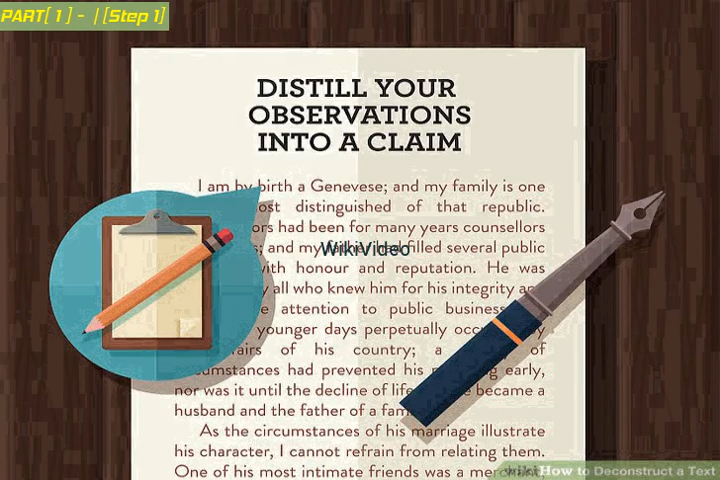 PART[ 1 ] - | [Step 1]
DISTILL YOUR
OBSERVATIONS
INTO A CLAIM
I am by birth a Genevese; and my family is one
distinguished of that republic.
had been for many years counsellors
and my filled several public
with honour and reputation. He was
all who knew him for his integrity
attention to public business
younger days perpetually
of his country; a of
had prevented his early,
nor was it until the decline of life became a
husband and the father of a
As the circumstances of his marriage illustrate
his character, I cannot refrain from relating them.
One of his most intimate friends was a
WikiVideo
wikiHow to Deconstruct a Text